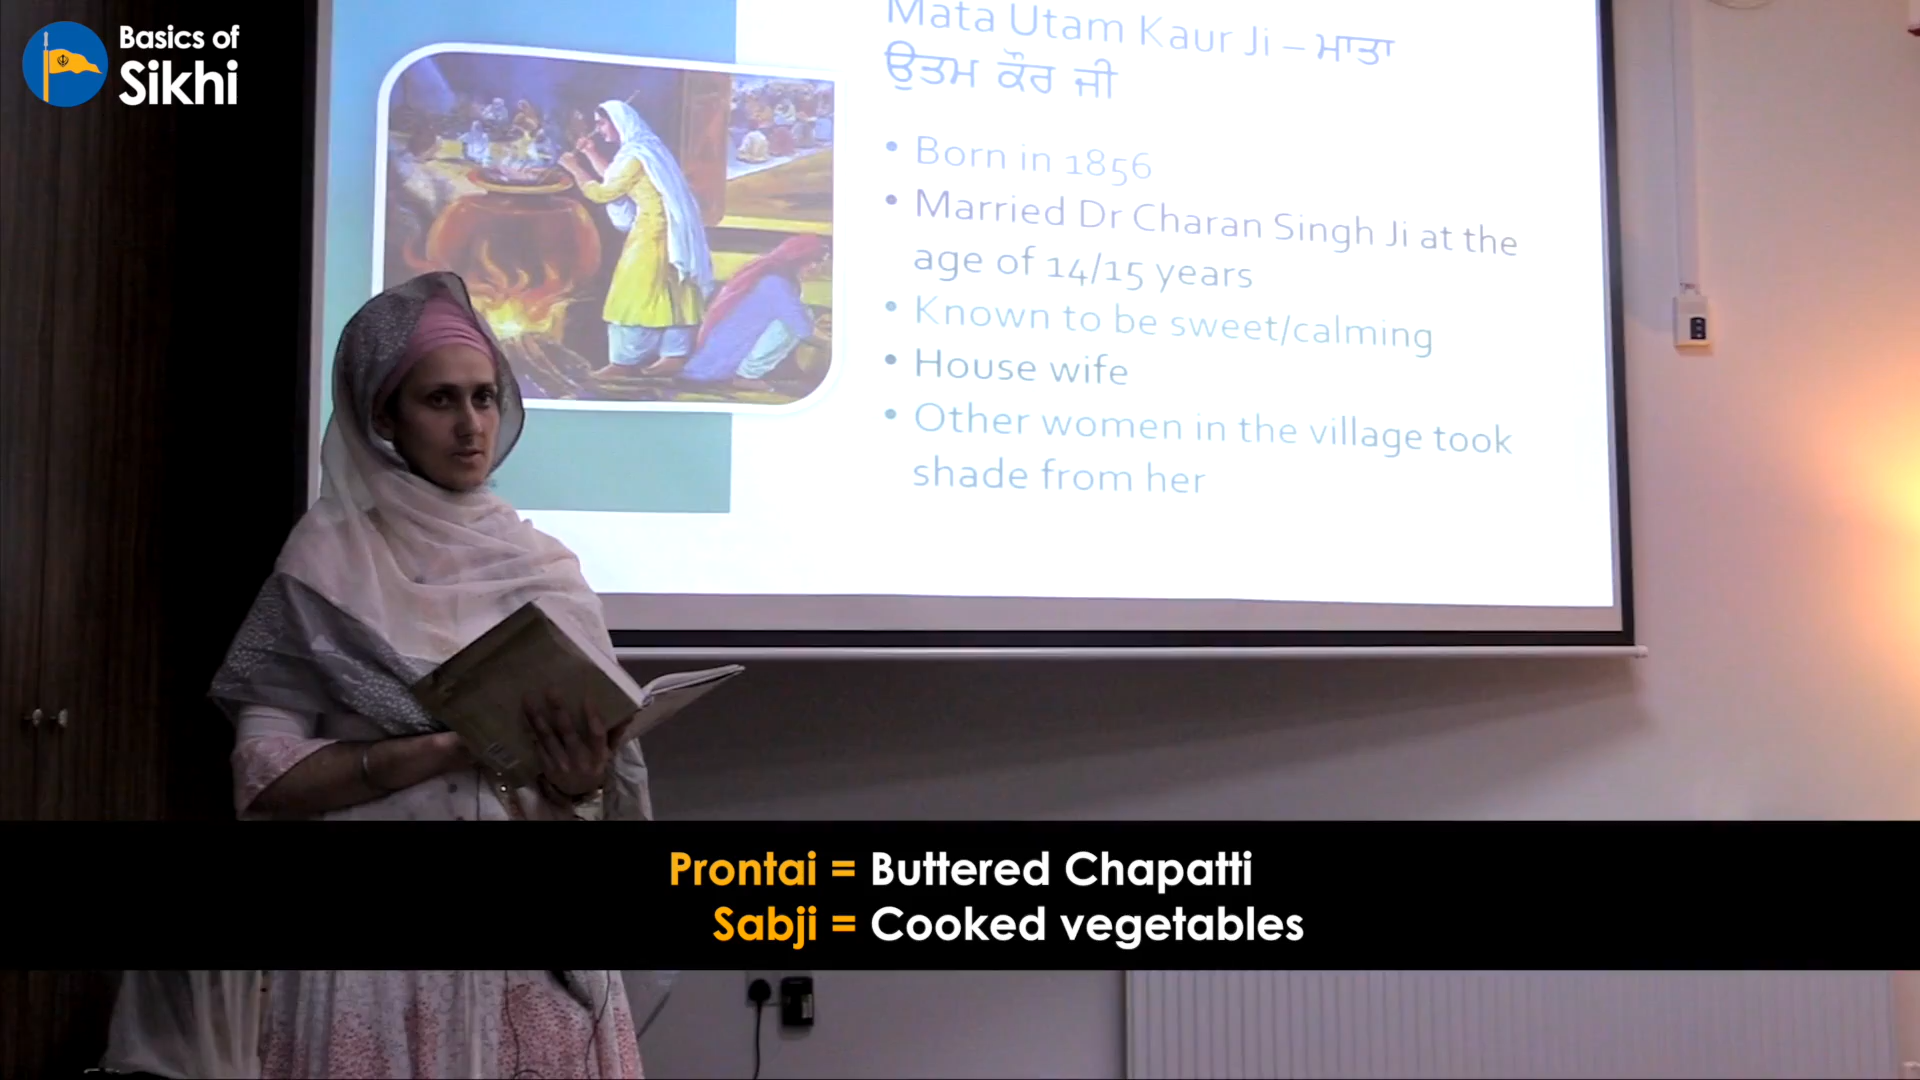 Basics of
Sikhi
Mata Utam Kaur Ji – ਮਾਤਾ
ਉਤਮ ਕੌਰ ਜੀ
• Born in 1856
• Married Dr Charan Singh Ji at the
age of 14/15 years
• Known to be sweet/calming
• House wife
• Other women in the village took
shade from her
Prontai = Buttered Chapatti
Sabji = Cooked vegetables